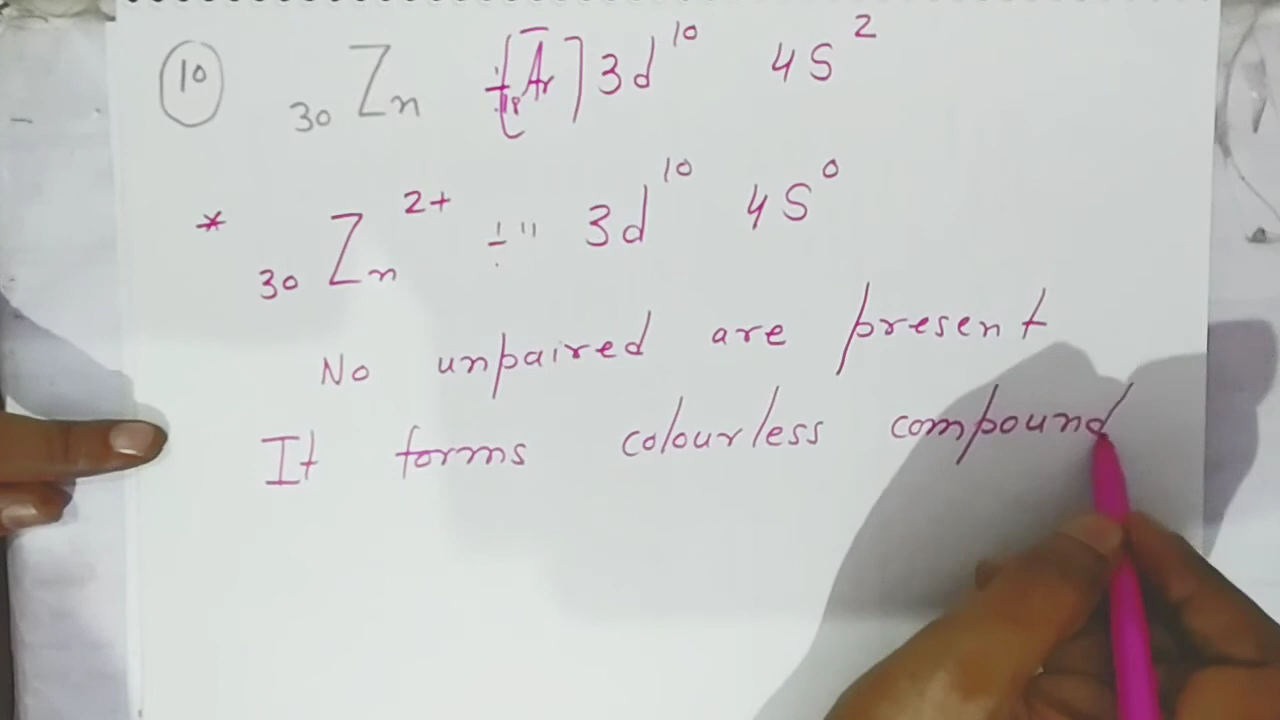 10 30Zn [18Ar] 3d10 4S2
* 30Zn2+ ÷" 3d10 4S0
No unpaired are present
It forms colourless compound